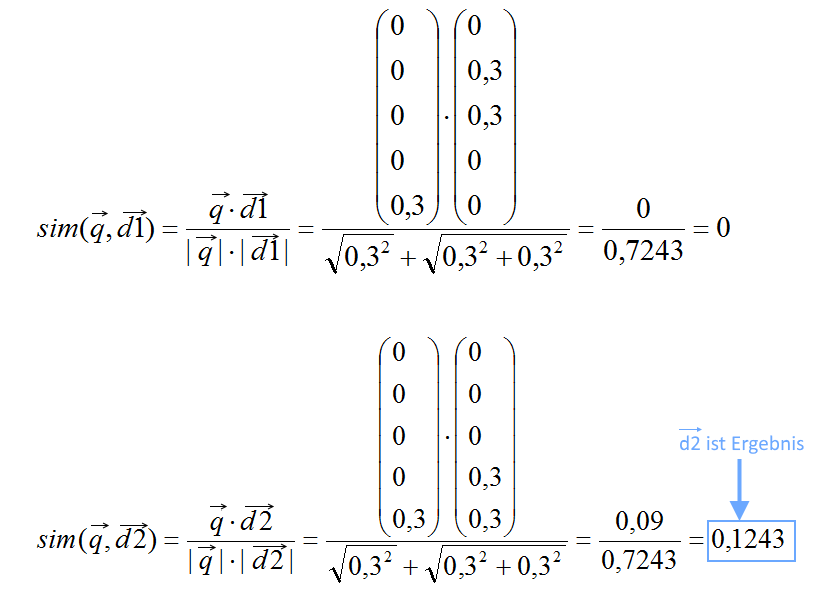 sim(q⃗, d1⃗) = (q⃗ · d1⃗) / (|q⃗| · |d1⃗|) = ((0 0 0 0 0,3) · (0 0,3 0,3 0 0)) / (√0,3² + √0,3² + 0,3²) = 0 / 0,7243 = 0
d2⃗ ist Ergebnis
sim(q⃗, d2⃗) = (q⃗ · d2⃗) / (|q⃗| · |d2⃗|) = ((0 0 0 0 0,3) · (0 0 0 0,3 0,3)) / (√0,3² + √0,3² + 0,3²) = 0,09 / 0,7243 = 0,1243